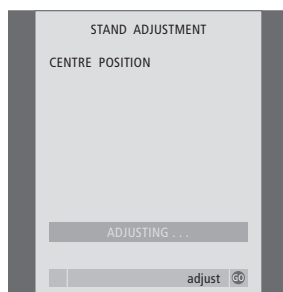 STAND ADJUSTMENT
CENTRE POSITION
ADJUSTING . . .
adjust GO